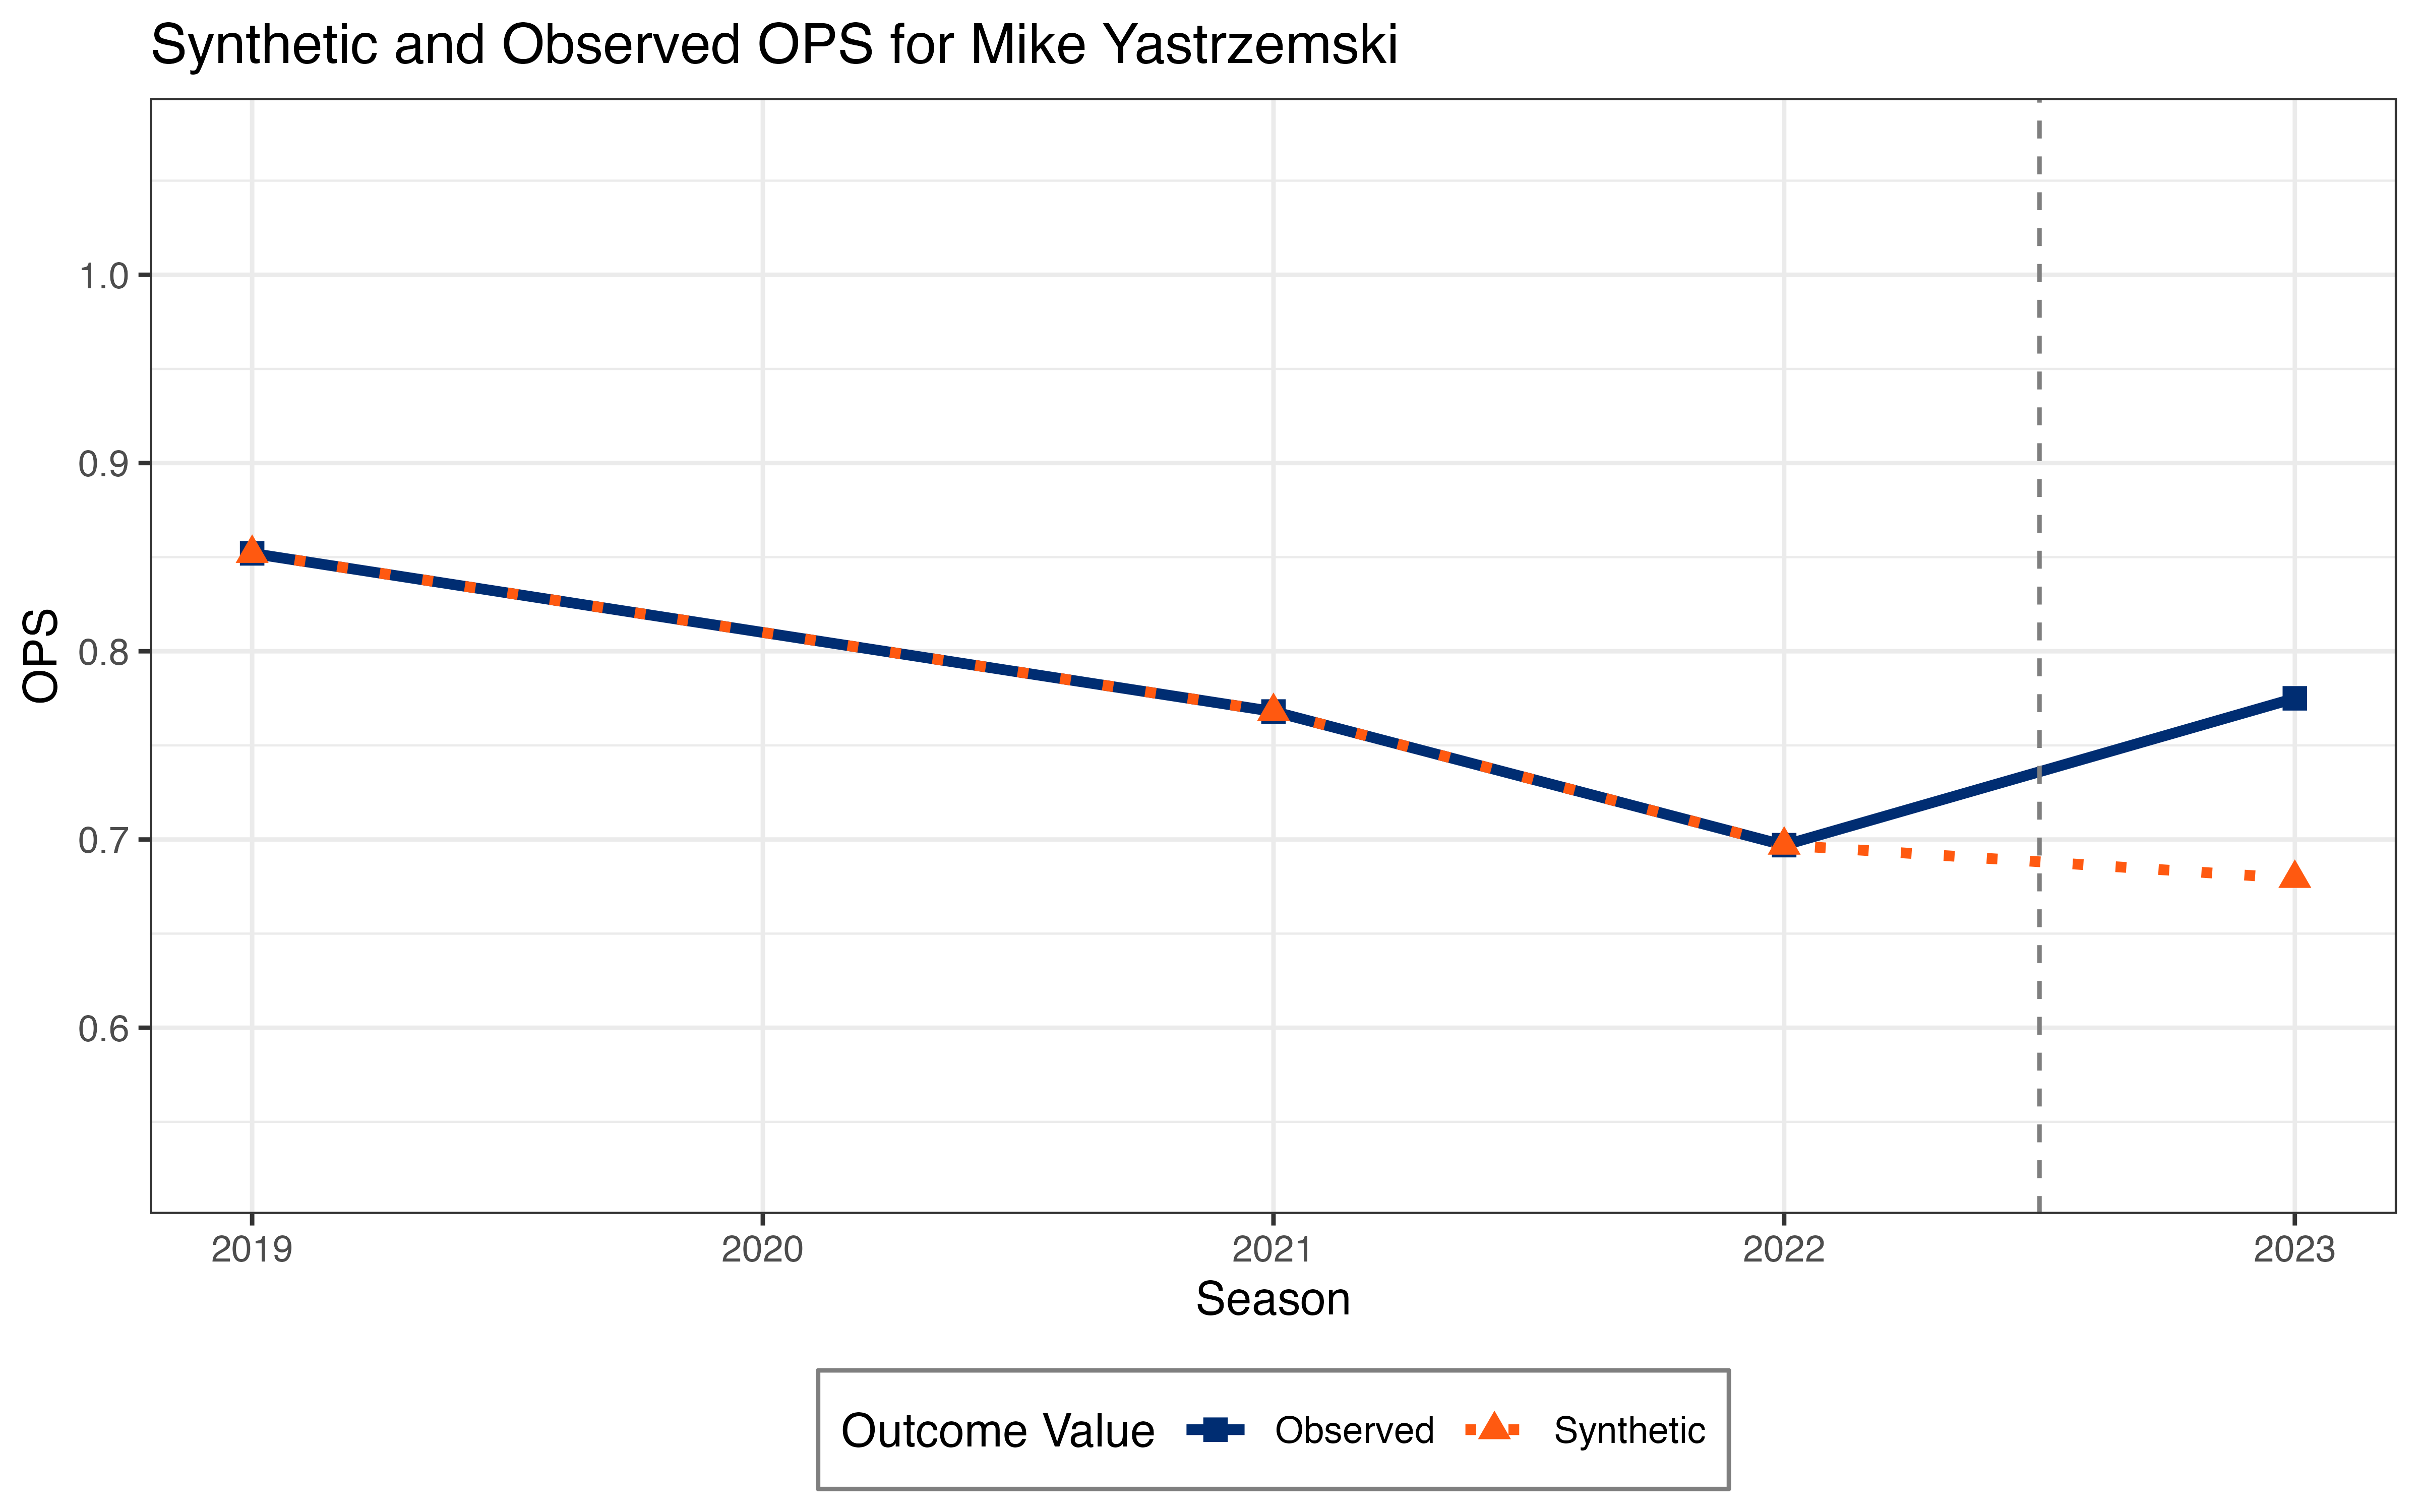 Synthetic and Observed OPS for Mike Yastrzemski
OPS
1.0
0.9
0.8
0.7
0.6
2019 2020 2021 2022 2023
Season
Outcome Value Observed Synthetic